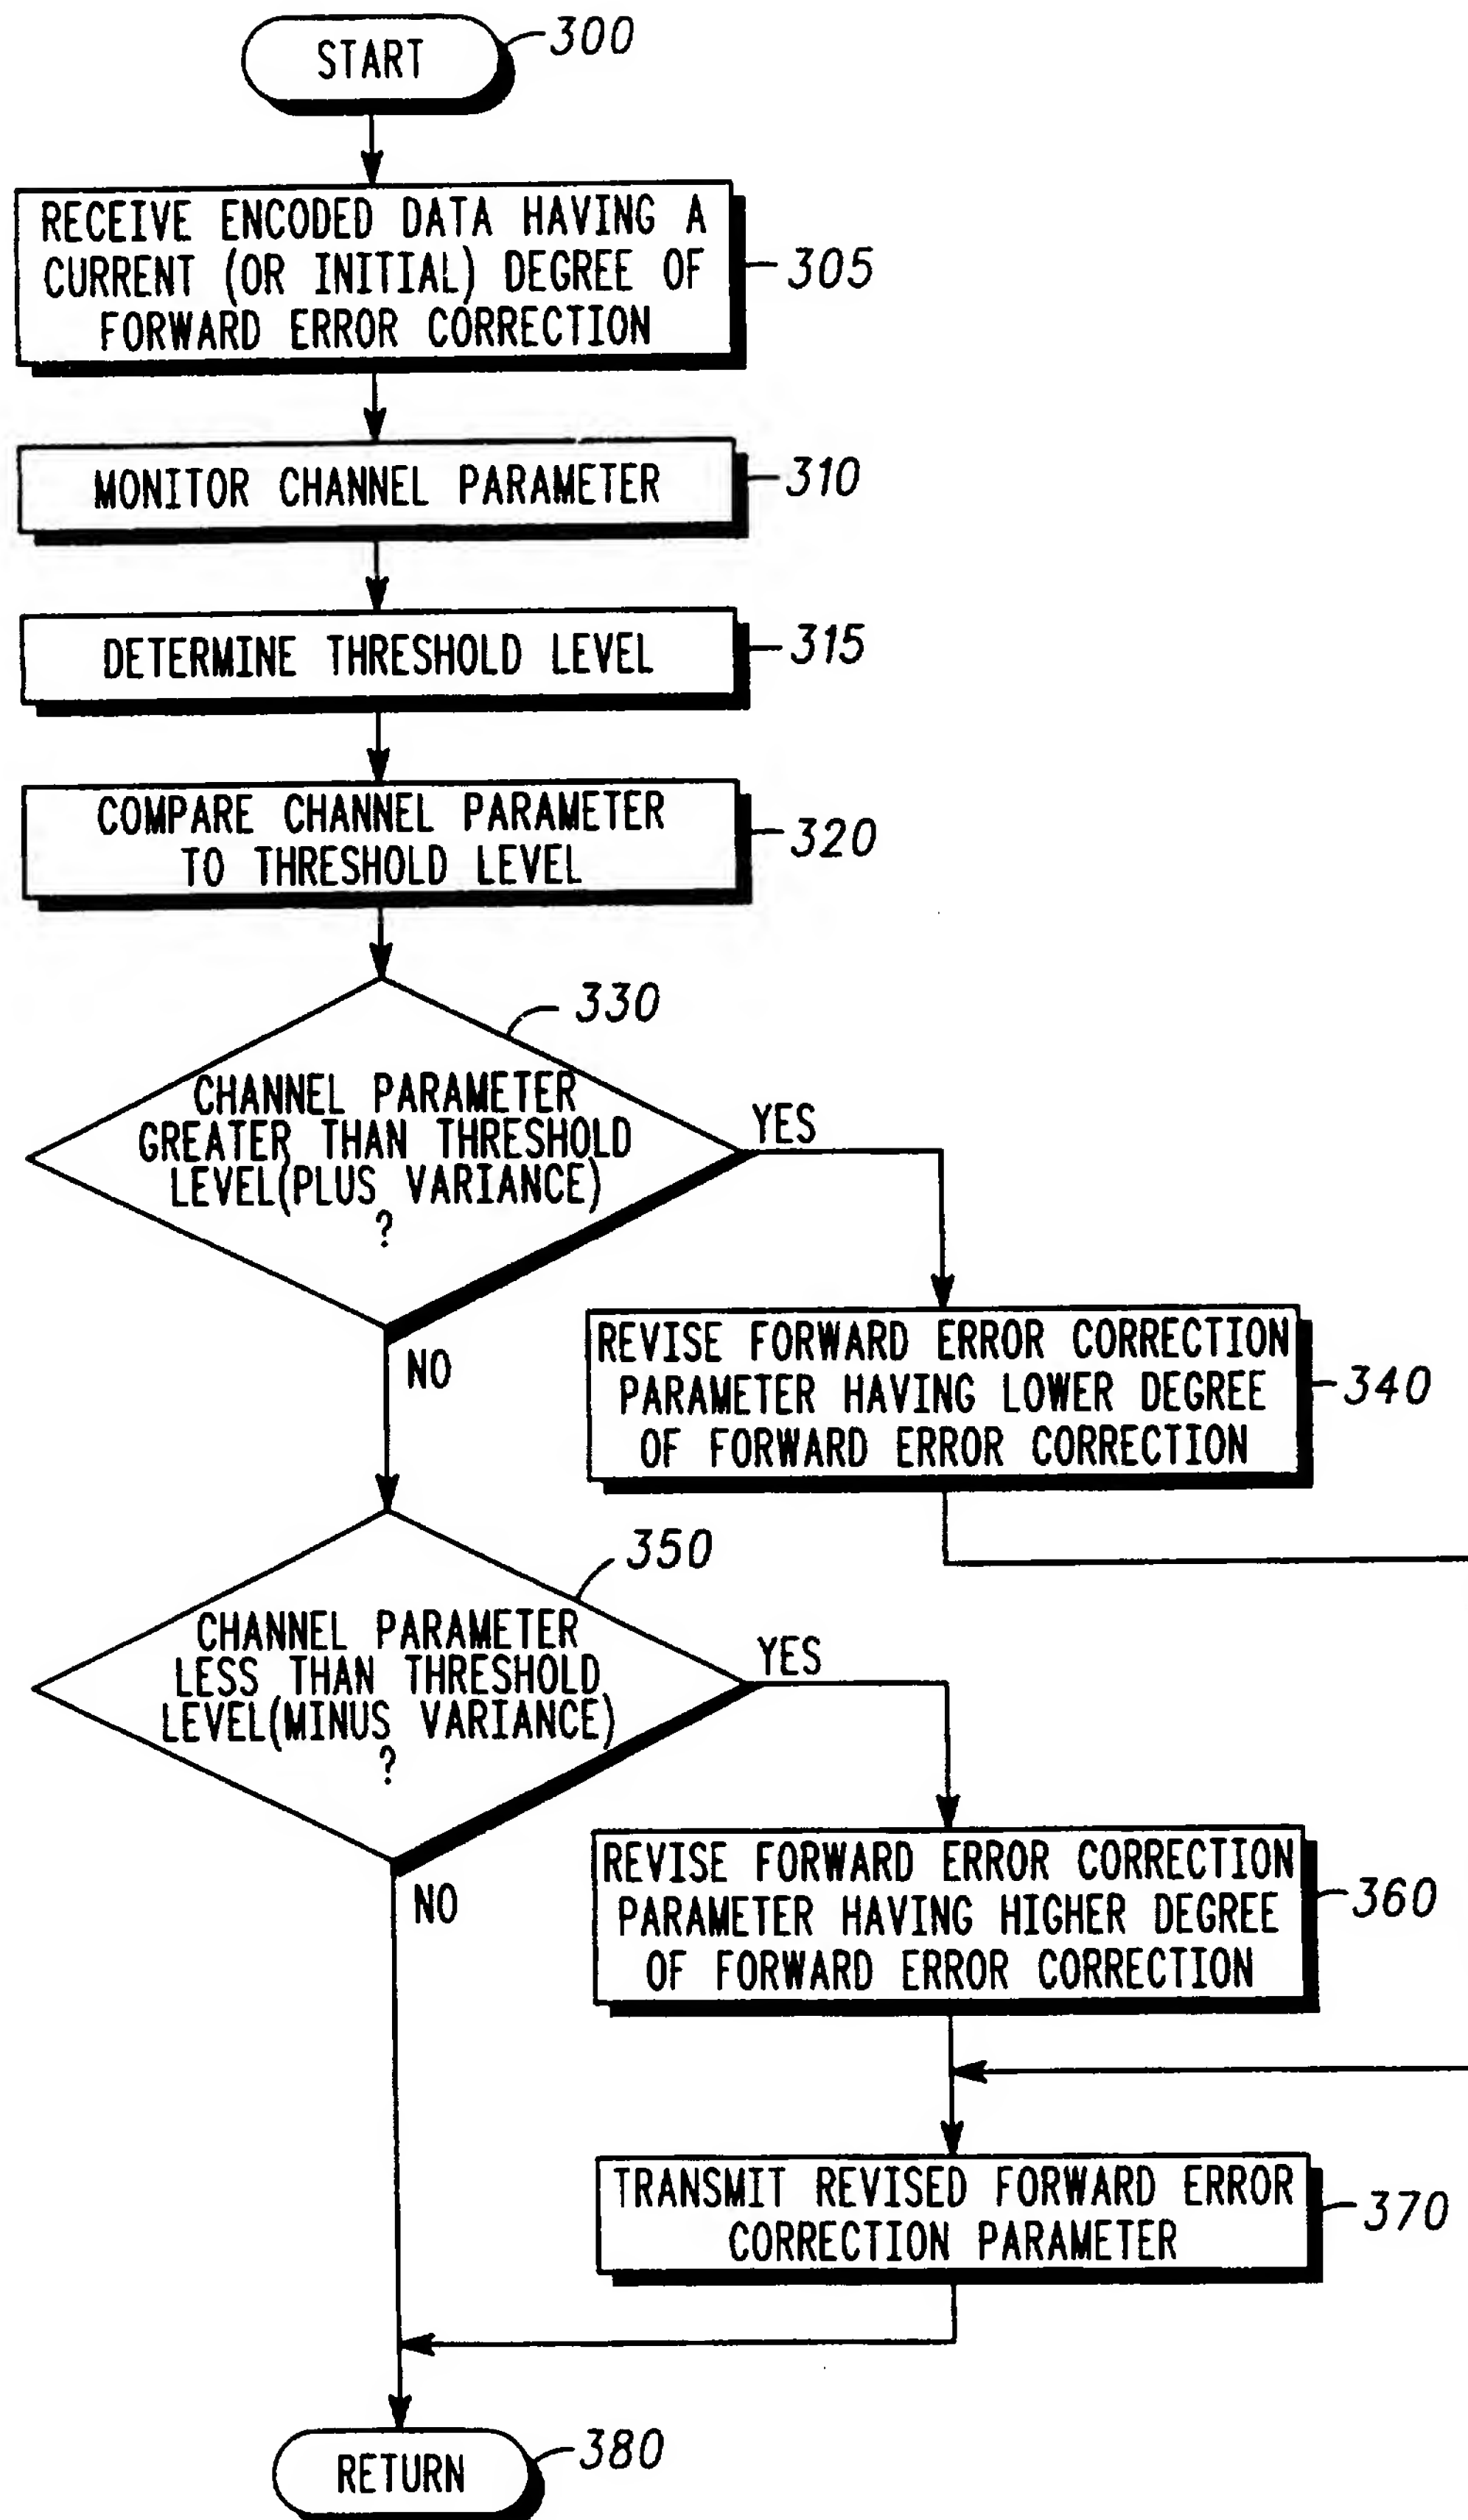 START
300
RECEIVE ENCODED DATA HAVING A
CURRENT (OR INITIAL) DEGREE OF
FORWARD ERROR CORRECTION
305
MONITOR CHANNEL PARAMETER
310
DETERMINE THRESHOLD LEVEL
315
COMPARE CHANNEL PARAMETER
TO THRESHOLD LEVEL
320
330
CHANNEL PARAMETER
GREATER THAN THRESHOLD
LEVEL(PLUS VARIANCE)
?
YES
NO
REVISE FORWARD ERROR CORRECTION
PARAMETER HAVING LOWER DEGREE
OF FORWARD ERROR CORRECTION
340
350
CHANNEL PARAMETER
LESS THAN THRESHOLD
LEVEL(MINUS VARIANCE)
?
YES
NO
REVISE FORWARD ERROR CORRECTION
PARAMETER HAVING HIGHER DEGREE
OF FORWARD ERROR CORRECTION
360
TRANSMIT REVISED FORWARD ERROR
CORRECTION PARAMETER
370
RETURN
380